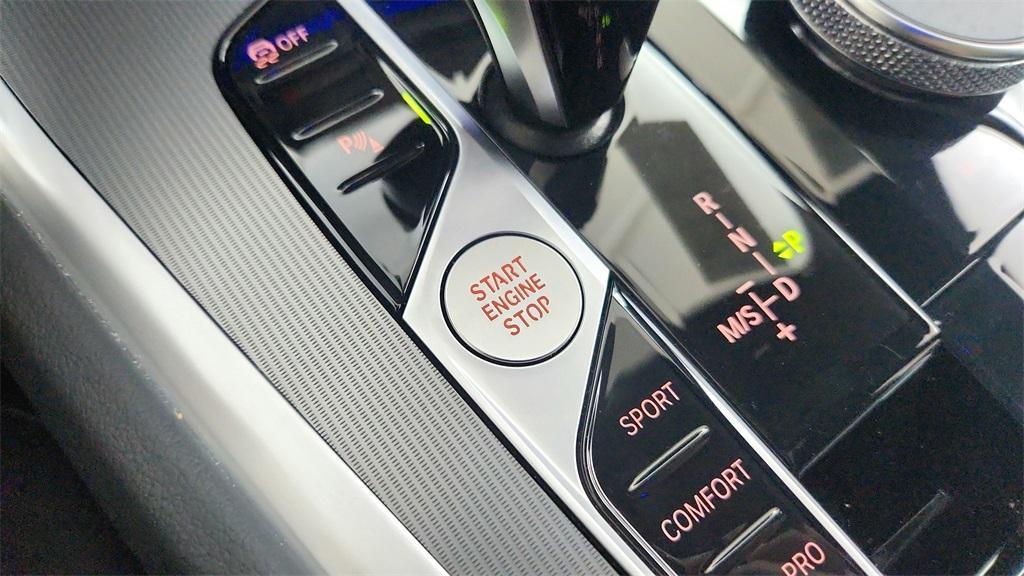 OFF
P
START
ENGINE
STOP
R
N
P
D
M/S
+
-
SPORT
COMFORT
PRO